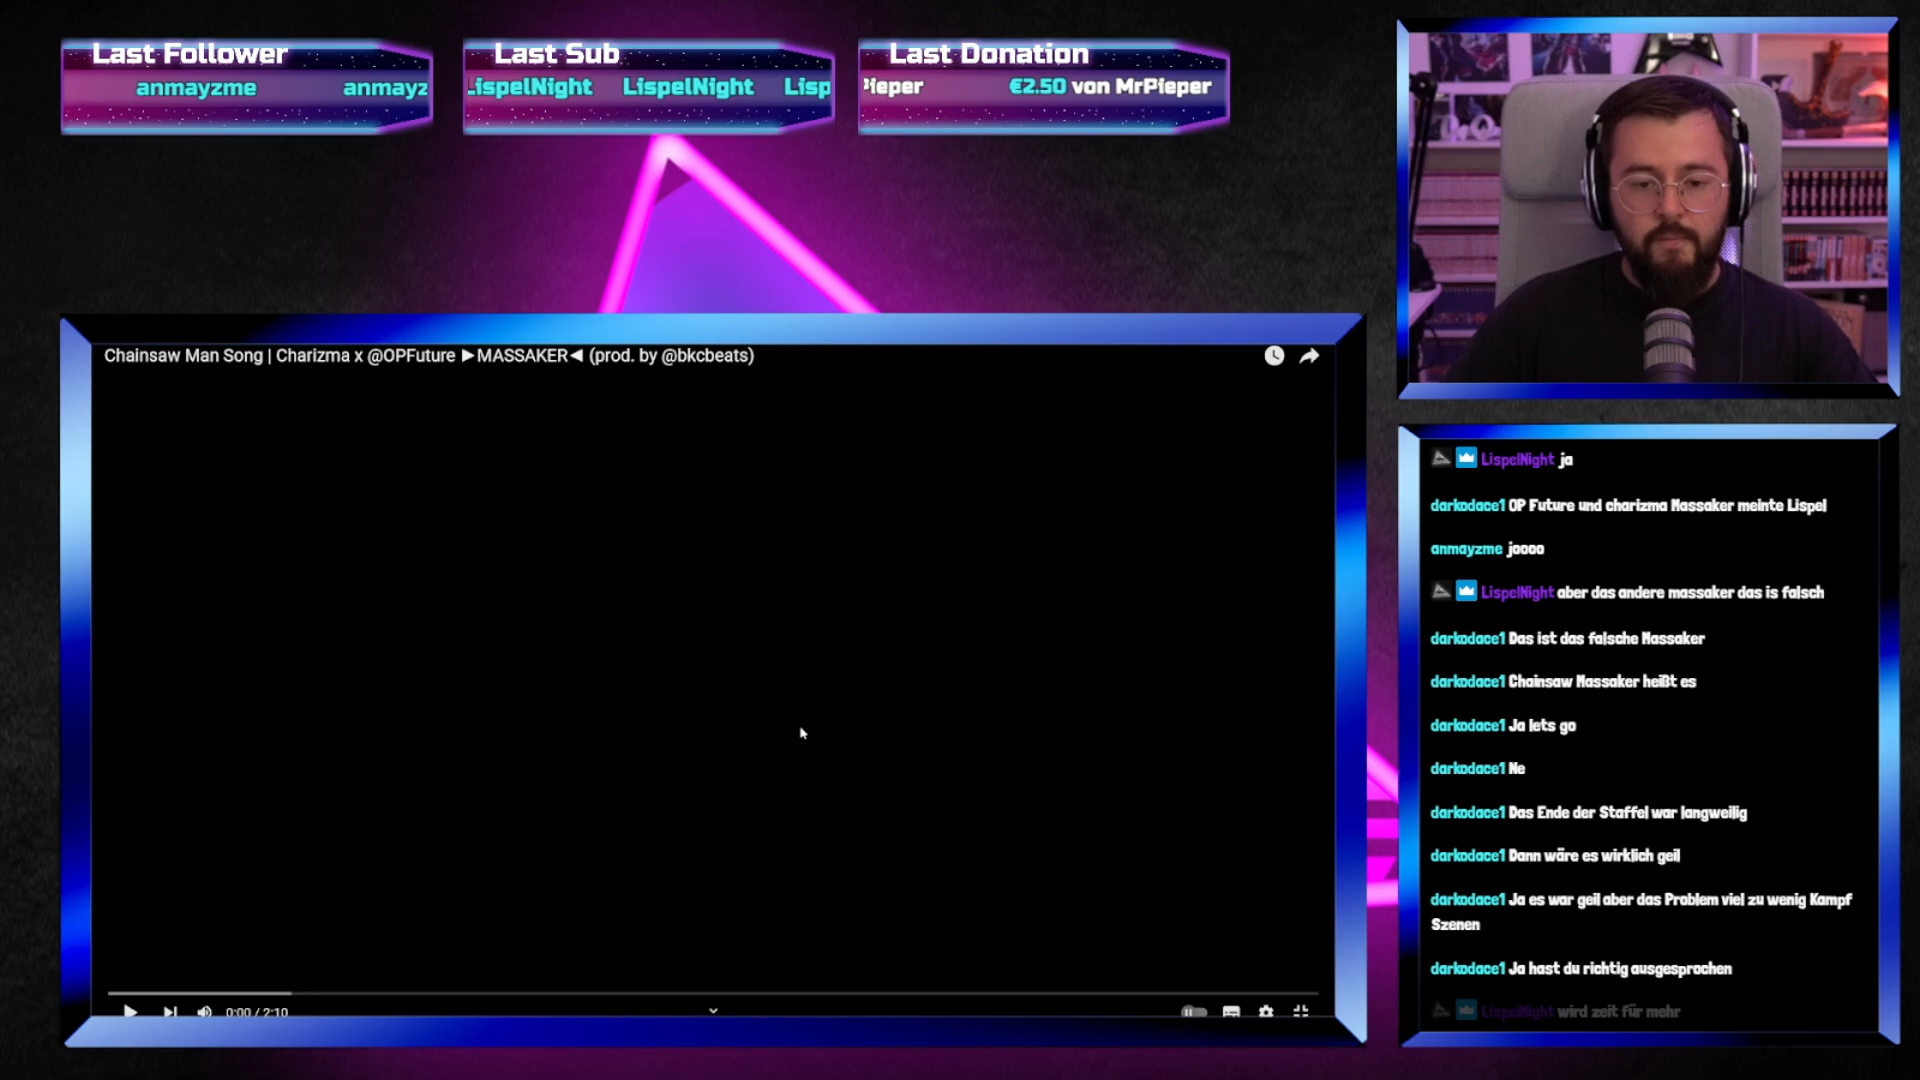 Last Follower
anmayzme anmayz
Last Sub
LispelNight LispelNight Lisp
Last Donation
Pieper €2.50 von MrPieper
Chainsaw Man Song | Charizma x @OPFuture ►MASSAKER◄ (prod. by @bkcbeats)
0:00 / 2:10
LispelNight ja
darkodace1 OP Future und charizma Massaker meinte Lispel
anmayzme joooo
LispelNight aber das andere massaker das is falsch
darkodace1 Das ist das falsche Massaker
darkodace1 Chainsaw Massaker heißt es
darkodace1 Ja lets go
darkodace1 Ne
darkodace1 Das Ende der Staffel war langweilig
darkodace1 Dann wäre es wirklich geil
darkodace1 Ja es war geil aber das Problem viel zu wenig Kampf
Szenen
darkodace1 Ja hast du richtig ausgesprochen
LispelNight wird zeit für mehr